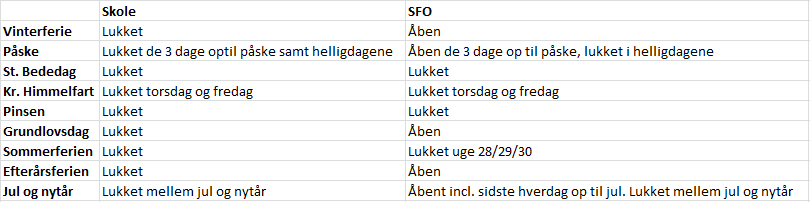 Skole SFO
Vinterferie Lukket Åben
Påske Lukket de 3 dage optil påske samt helligdagene Åben de 3 dage op til påske, lukket i helligdagene
St. Bededag Lukket Lukket
Kr. Himmelfart Lukket torsdag og fredag Lukket torsdag og fredag
Pinsen Lukket Lukket
Grundlovsdag Lukket Åben
Sommerferien Lukket Lukket uge 28/29/30
Efterårsferien Lukket Åben
Jul og nytår Lukket mellem jul og nytår Åbent incl. sidste hverdag op til jul. Lukket mellem jul og nytår